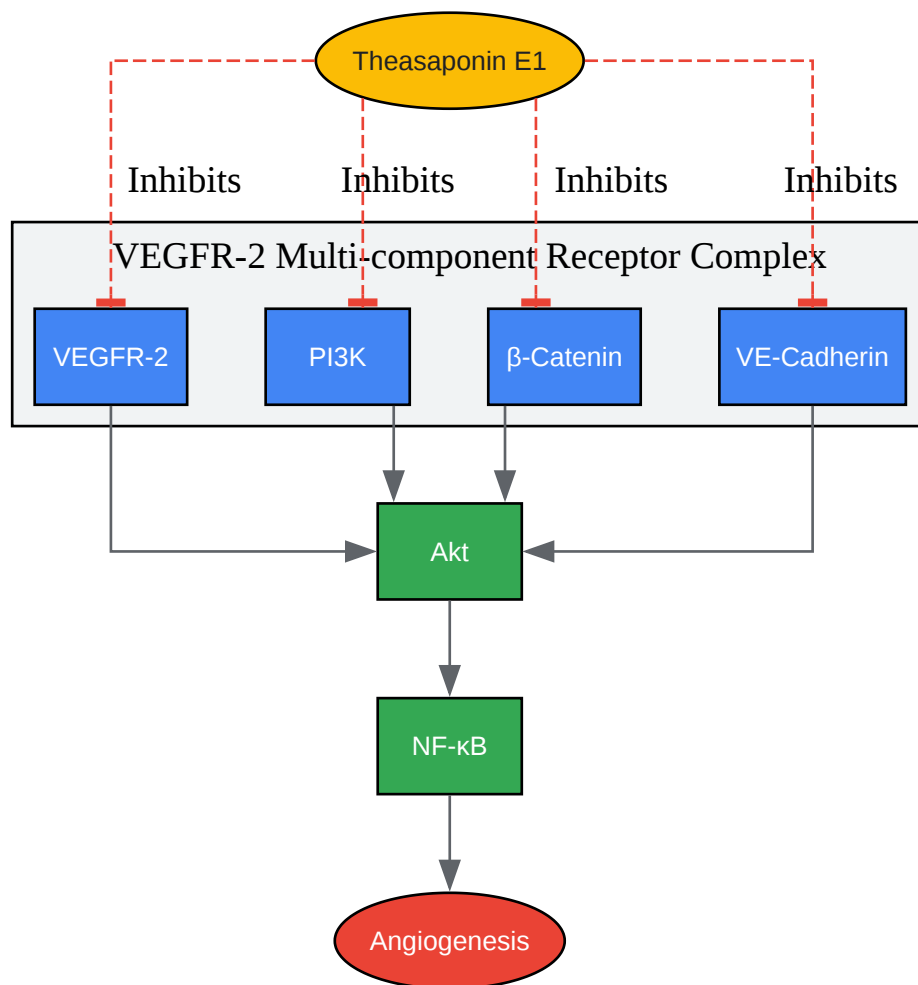 Theasaponin E1
Inhibits
Inhibits
Inhibits
Inhibits
VEGFR-2 Multi-component Receptor Complex
VEGFR-2
PI3K
β-Catenin
VE-Cadherin
Akt
NF-κB
Angiogenesis